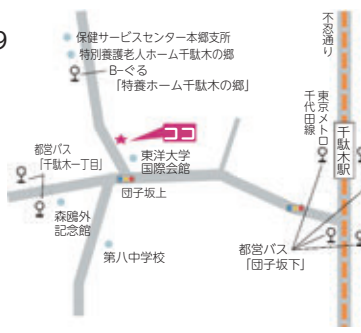 9
保健サービスセンター本郷支所
特別養護老人ホーム千駄木の郷
B-ぐる
「特養ホーム千駄木の郷」
ココ
東洋大学
国際会館
都営バス
「千駄木一丁目」
団子坂上
森鴎外
記念館
第八中学校
不忍通り
東京メトロ
千代田線
千駄木駅
都営バス
「団子坂下」